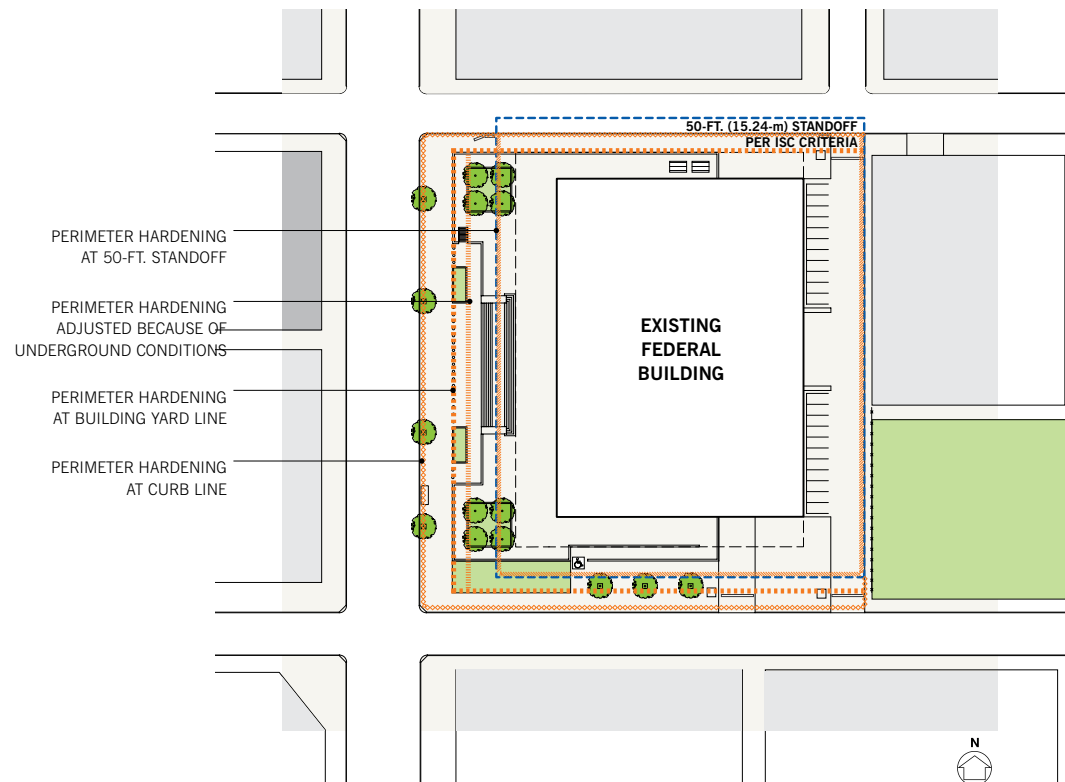 50-FT. (15.24-m) STANDOFF
PER ISC CRITERIA
PERIMETER HARDENING
AT 50-FT. STANDOFF
PERIMETER HARDENING
ADJUSTED BECAUSE OF
UNDERGROUND CONDITIONS
PERIMETER HARDENING
AT BUILDING YARD LINE
PERIMETER HARDENING
AT CURB LINE
EXISTING
FEDERAL
BUILDING
N